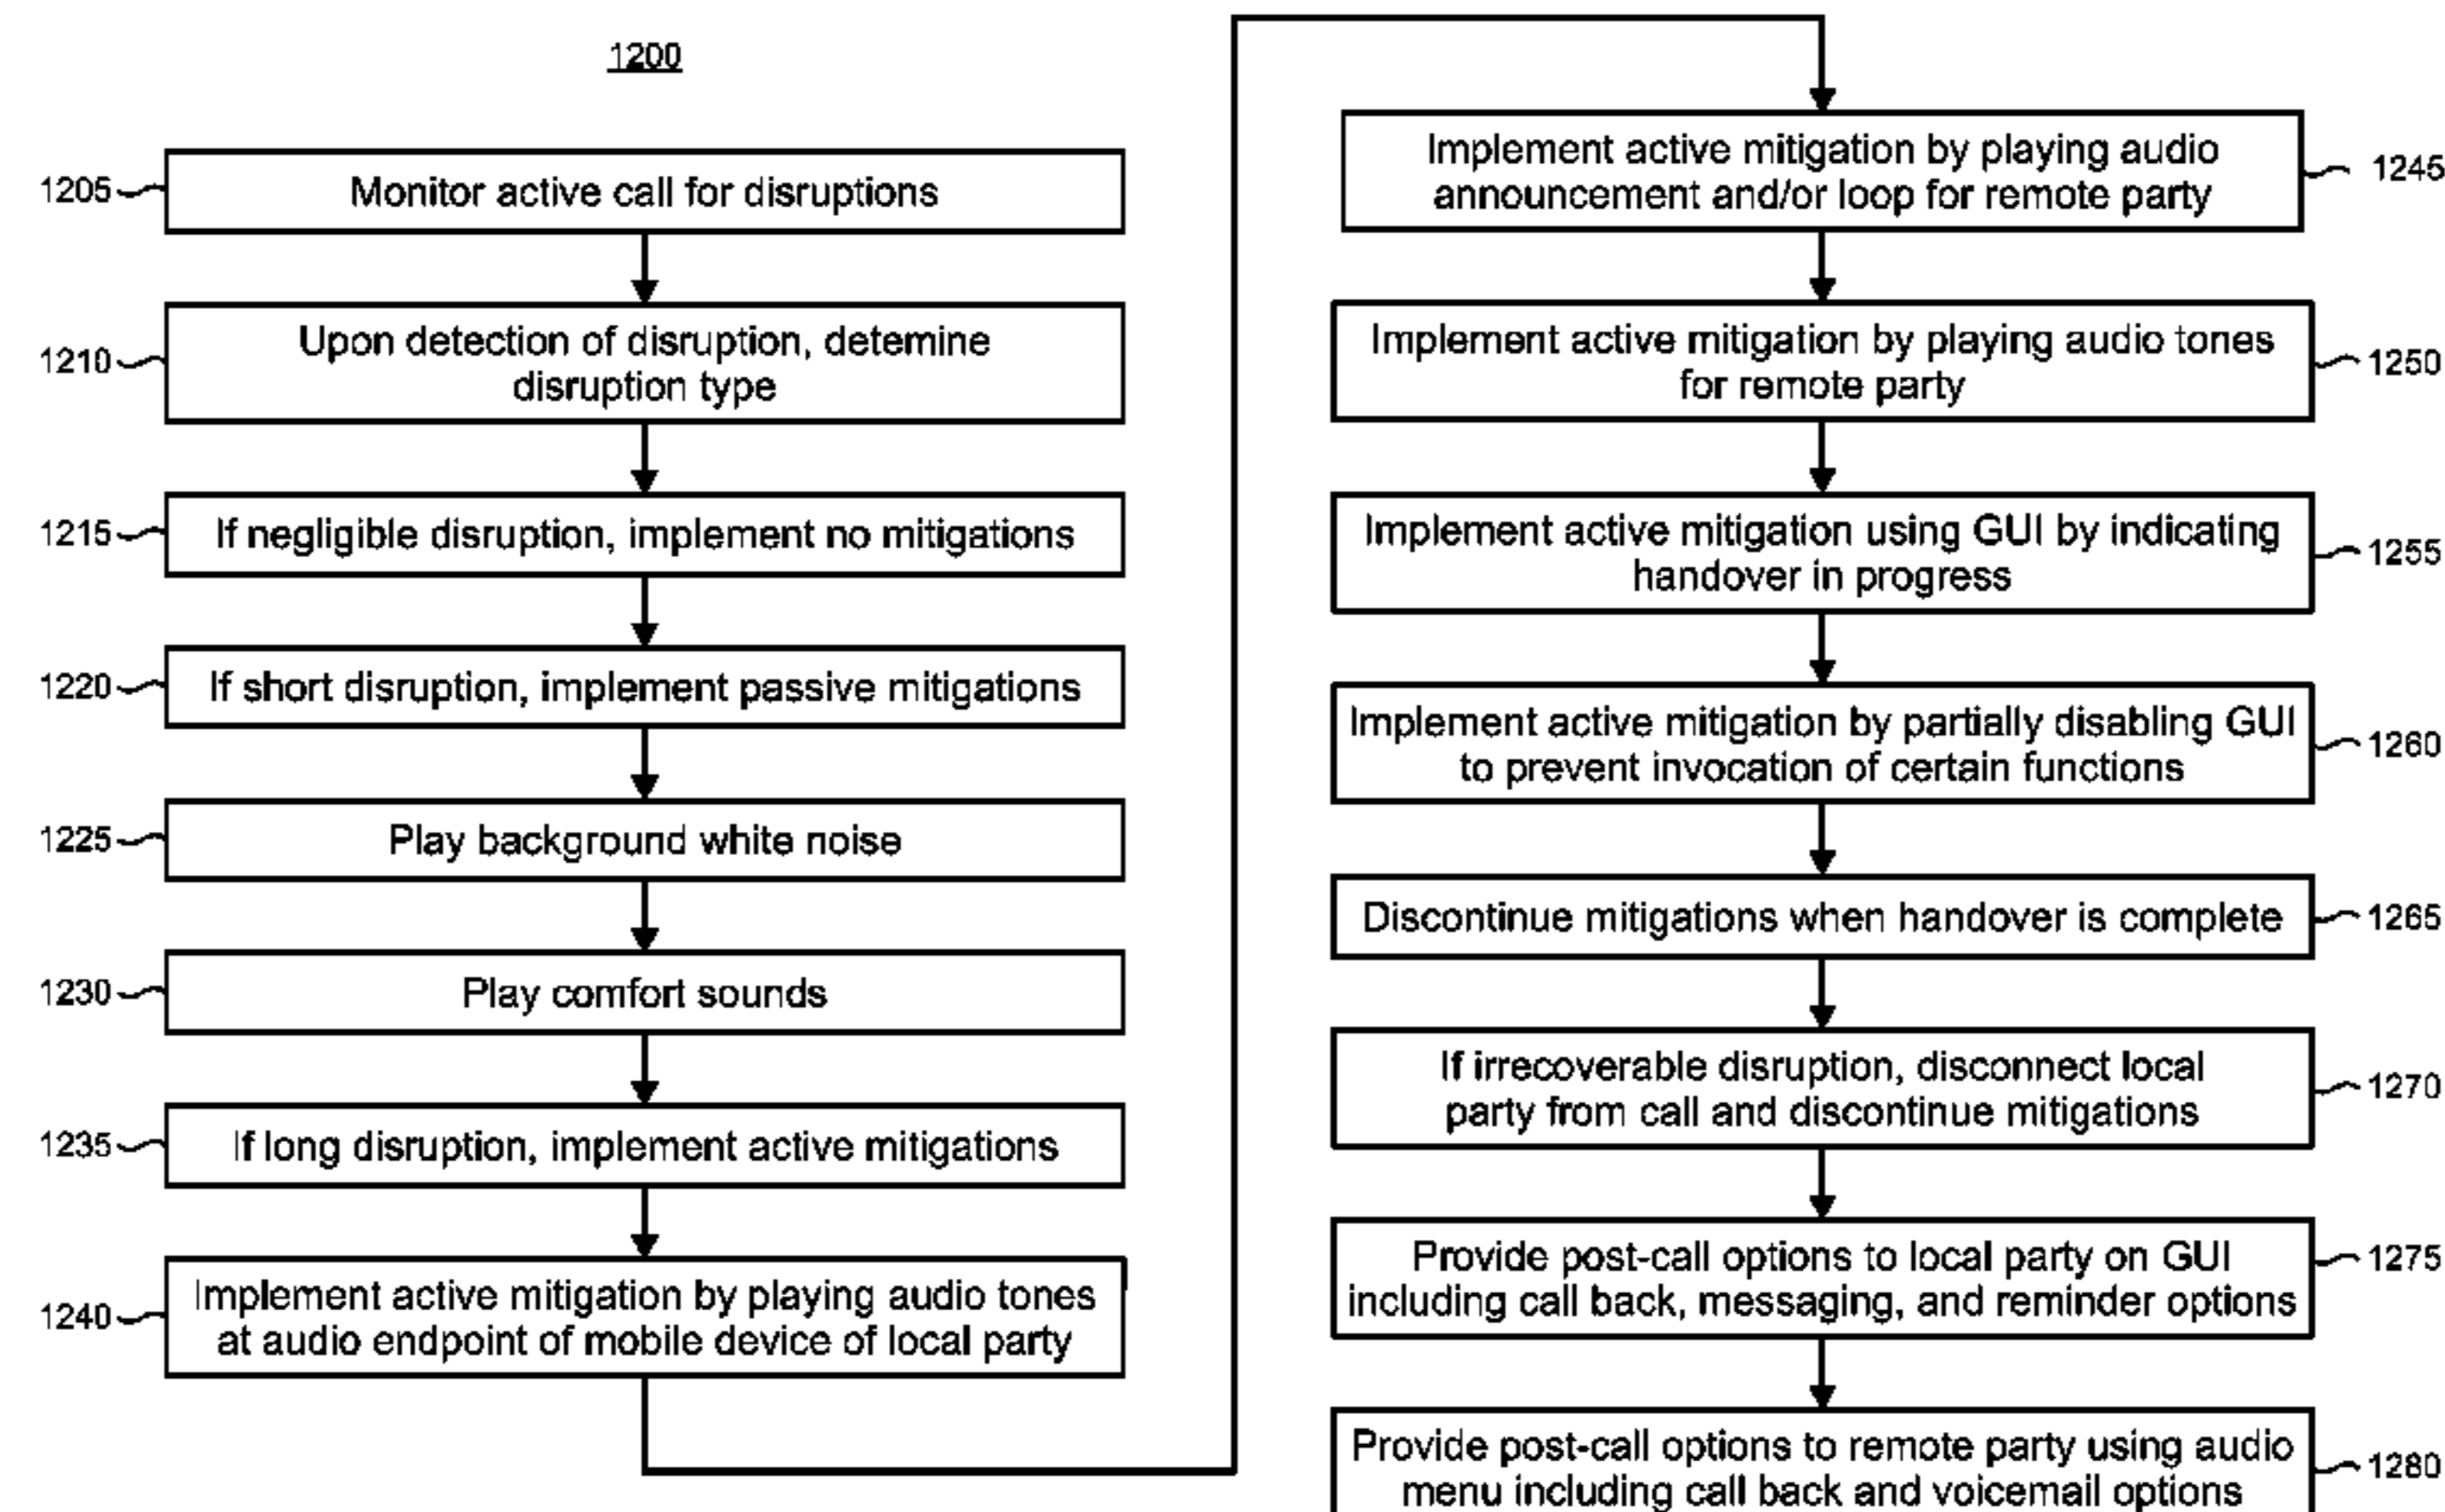 1200
1205
Monitor active call for disruptions
1210
Upon detection of disruption, detemine
disruption type
1215
If negligible disruption, implement no mitigations
1220
If short disruption, implement passive mitigations
1225
Play background white noise
1230
Play comfort sounds
1235
If long disruption, implement active mitigations
1240
Implement active mitigation by playing audio tones
at audio endpoint of mobile device of local party
Implement active mitigation by playing audio
announcement and/or loop for remote party
1245
Implement active mitigation by playing audio tones
for remote party
1250
Implement active mitigation using GUI by indicating
handover in progress
1255
Implement active mitigation by partially disabling GUI
to prevent invocation of certain functions
1260
Discontinue mitigations when handover is complete
1265
If irrecoverable disruption, disconnect local
party from call and discontinue mitigations
1270
Provide post-call options to local party on GUI
including call back, messaging, and reminder options
1275
Provide post-call options to remote party using audio
menu including call back and voicemail options
1280